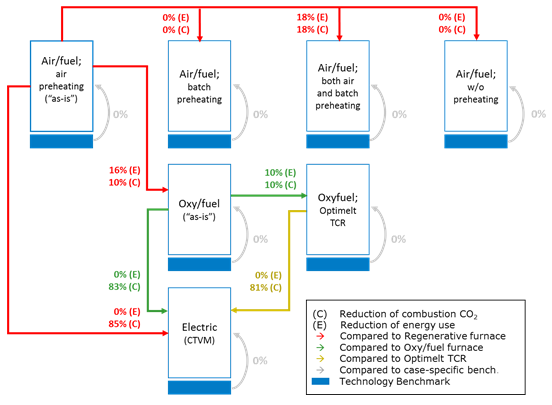 0% (E)
0% (C)
18% (E)
18% (C)
0% (E)
0% (C)
Air/fuel;
air
preheating
("as-is")
0%
Air/fuel;
batch
preheating
0%
Air/fuel;
both air
and batch
preheating
0%
Air/fuel;
w/o
preheating
0%
16% (E)
10% (C)
Oxy/fuel
("as-is")
0%
10% (E)
10% (C)
Oxyfuel;
Optimelt
TCR
0%
0% (E)
83% (C)
0% (E)
81% (C)
0% (E)
85% (C)
Electric
(CTVM)
0%
(C) Reduction of combustion CO₂
(E) Reduction of energy use
Compared to Regenerative furnace
Compared to Oxy/fuel furnace
Compared to Optimelt TCR
Compared to case-specific bench.
Technology Benchmark